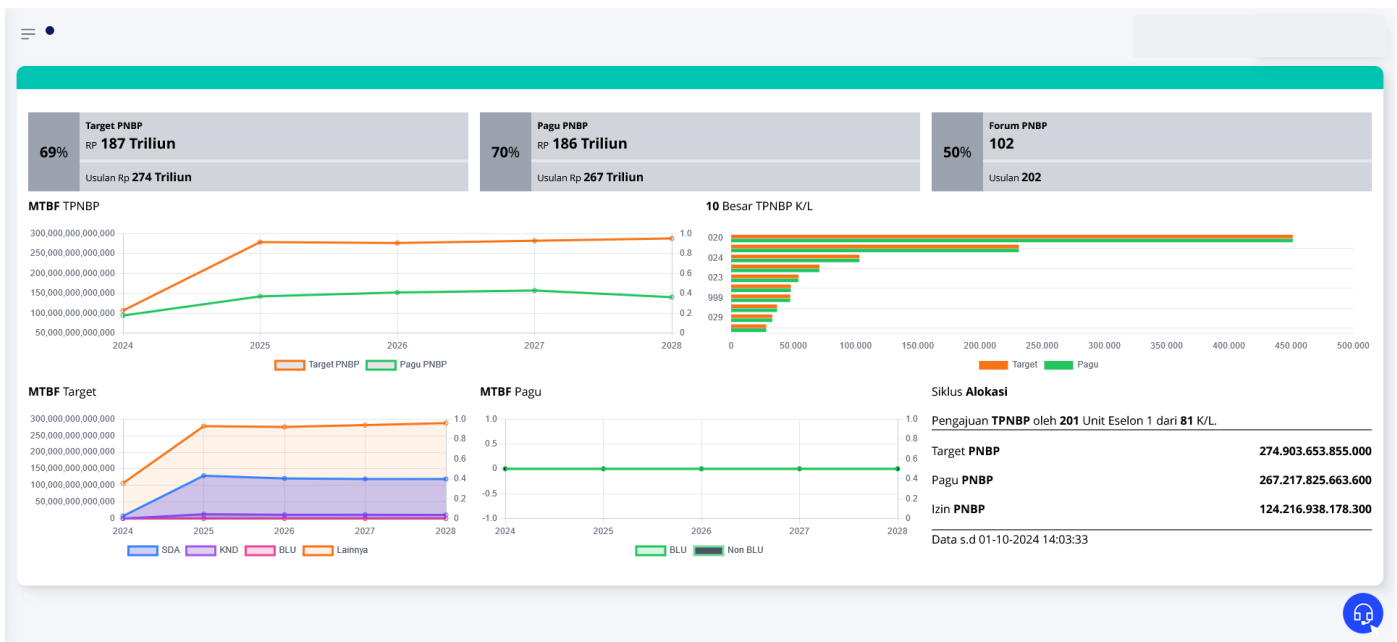 69%
Target PNBP
RP 187 Triliun
Usulan Rp 274 Triliun
70%
Pagu PNBP
RP 186 Triliun
Usulan Rp 267 Triliun
50%
Forum PNBP
102
Usulan 202
MTBF TPNBP
300,000,000,000,000
250,000,000,000,000
200,000,000,000,000
150,000,000,000,000
100,000,000,000,000
50,000,000,000,000
1.0
0.8
0.6
0.4
0.2
0
2024 2025 2026 2027 2028
Target PNBP Pagu PNBP
10 Besar TPNBP K/L
020
024
023
999
029
0 50.000 100.000 150.000 200.000 250.000 300.000 350.000 400.000 450.000 500.000
Target Pagu
MTBF Target
300,000,000,000,000
250,000,000,000,000
200,000,000,000,000
150,000,000,000,000
100,000,000,000,000
50,000,000,000,000
0
1.0
0.8
0.6
0.4
0.2
0
2024 2025 2026 2027 2028
SDA KND BLU Lainnya
MTBF Pagu
1.0
0.5
0
-0.5
-1.0
1.0
0.8
0.6
0.4
0.2
0
2024 2025 2026 2027 2028
BLU Non BLU
Siklus Alokasi
Pengajuan TPNBP oleh 201 Unit Eselon 1 dari 81 K/L.
Target PNBP 274.903.653.855.000
Pagu PNBP 267.217.825.663.600
Izin PNBP 124.216.938.178.300
Data s.d 01-10-2024 14:03:33